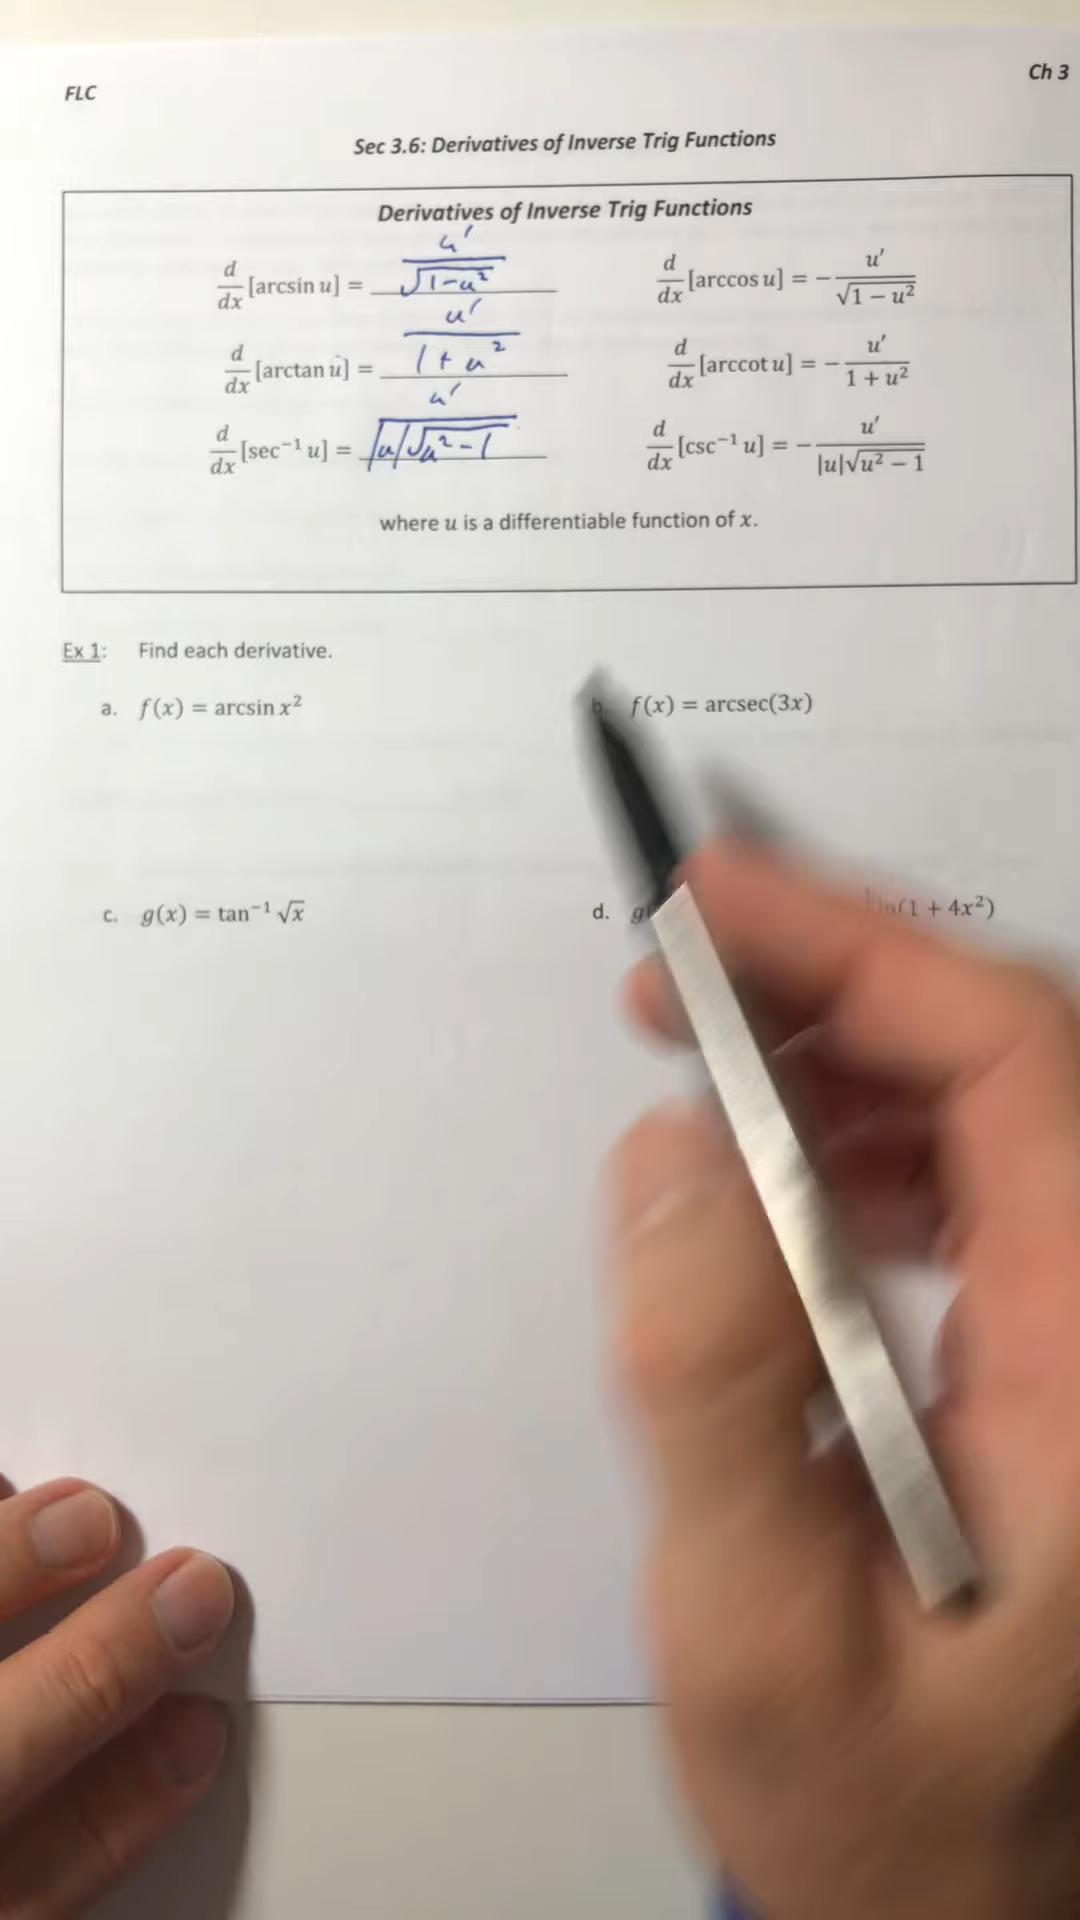 FLC
Ch 3
Sec 3.6: Derivatives of Inverse Trig Functions
Derivatives of Inverse Trig Functions
d/dx [arcsin u] = u′/√(1−u²)
d/dx [arccos u] = − u′/√(1 − u²)
d/dx [arctan u] = u′/(1 + u²)
d/dx [arccot u] = − u′/(1 + u²)
d/dx [sec⁻¹ u] = u′/(|u|√(u²−1))
d/dx [csc⁻¹ u] = − u′/(|u|√(u² − 1))
where u is a differentiable function of x.
Ex 1: Find each derivative.
a. f(x) = arcsin x²
b. f(x) = arcsec(3x)
c. g(x) = tan⁻¹ √x
d. g (1 + 4x²)